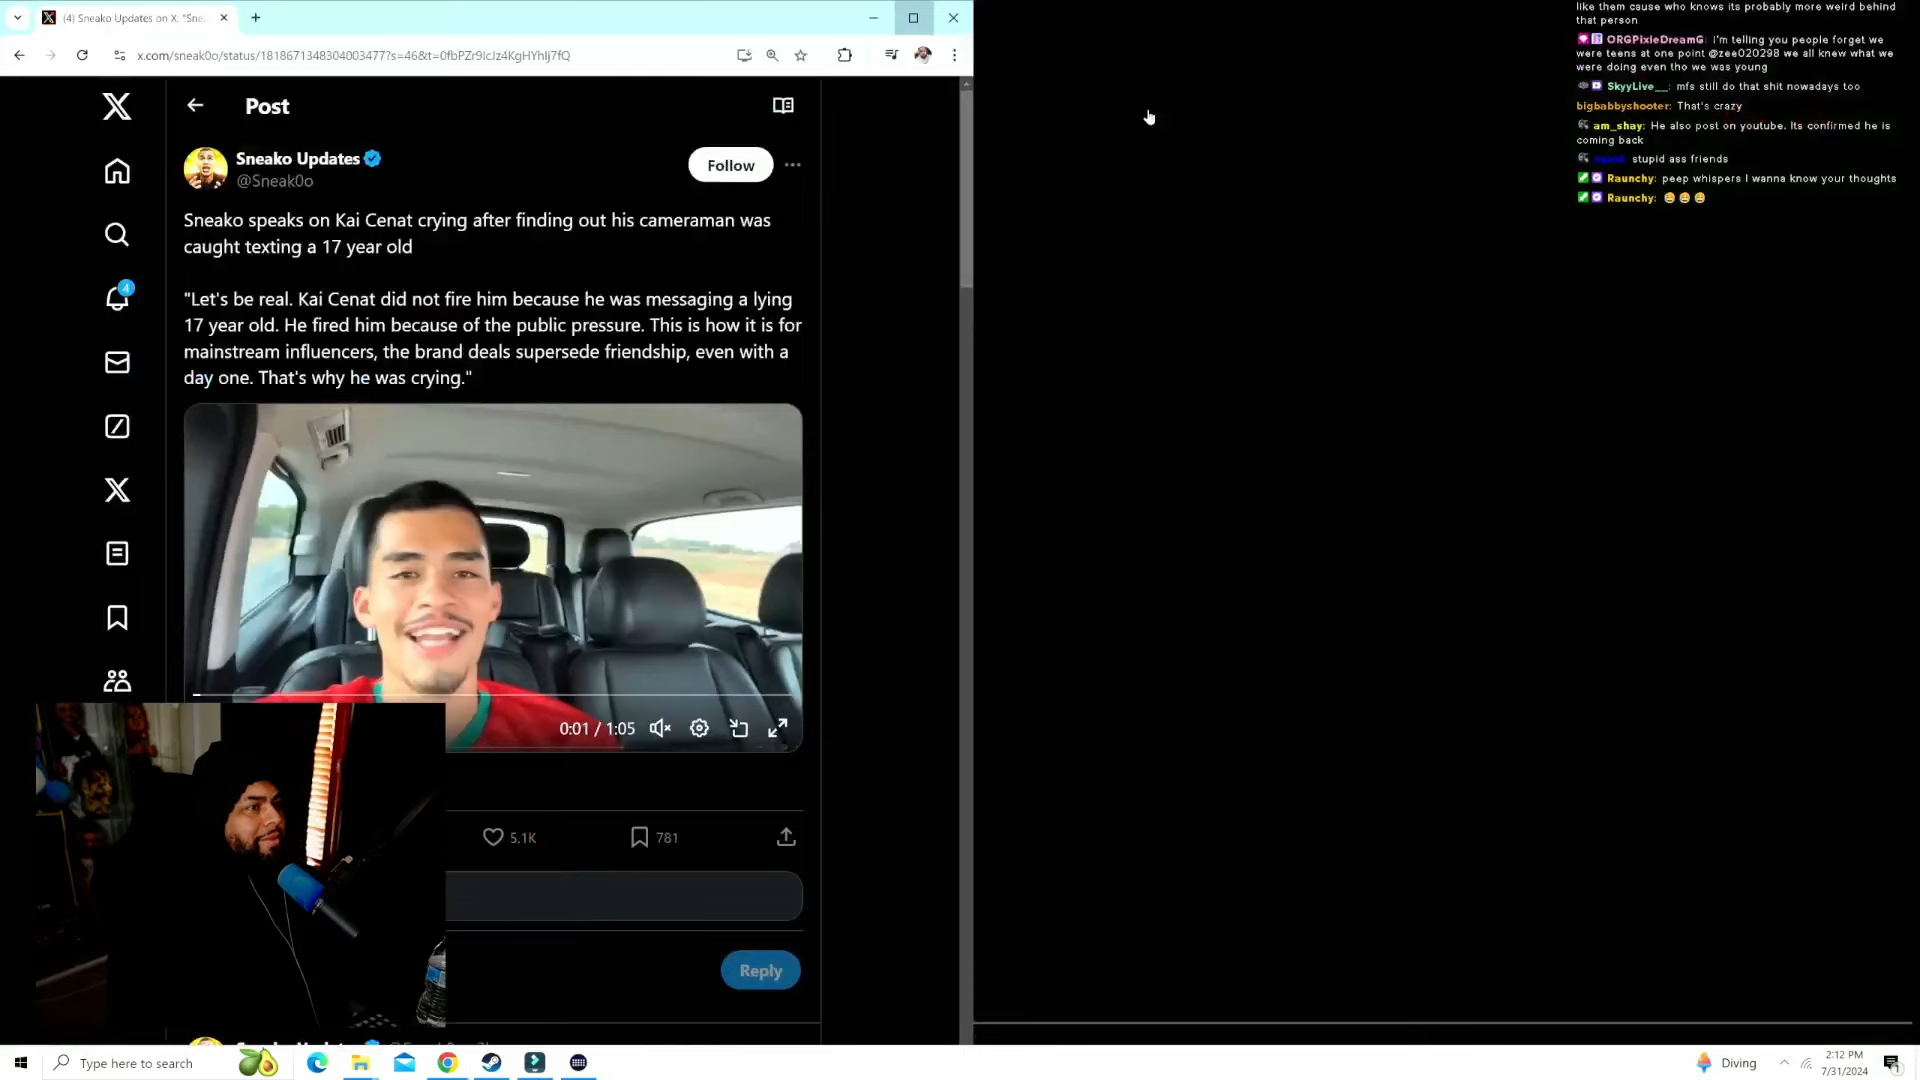 (4) Sneako Updates on X: "Sne
x.com/sneak0o/status/1818671348304003477?s=46&t=0fbPZr9IcJz4KgHYhIj7fQ
Post
Sneako Updates
@Sneak0o
Follow
Sneako speaks on Kai Cenat crying after finding out his cameraman was
caught texting a 17 year old
"Let's be real. Kai Cenat did not fire him because he was messaging a lying
17 year old. He fired him because of the public pressure. This is how it is for
mainstream influencers, the brand deals supersede friendship, even with a
day one. That's why he was crying."
4
0:01 / 1:05
5.1K
781
Reply
like them cause who knows its probably more weird behind
that person
ORGPixieDreamG: i'm telling you people forget we
were teens at one point @zee020298 we all knew what we
were doing even tho we was young
SkyyLive__: mfs still do that shit nowadays too
bigbabbyshooter: That's crazy
am_shay: He also post on youtube. Its confirmed he is
coming back
stupid ass friends
Raunchy: peep whispers I wanna know your thoughts
Raunchy: 😂 😂 😂
Type here to search
Diving
2:12 PM
7/31/2024
1